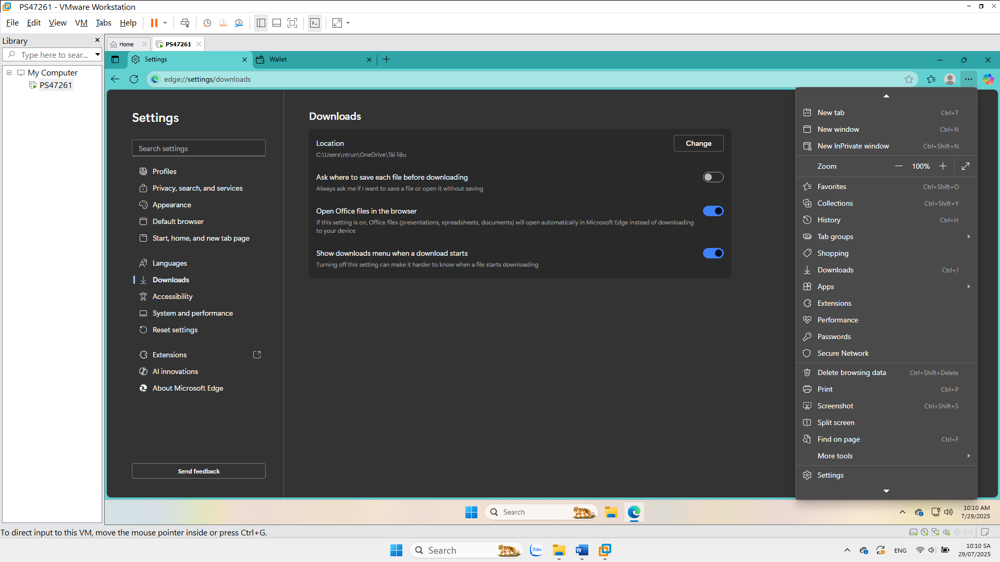 PS47261 - VMware Workstation
File Edit View VM Tabs Help
Library
Type here to sear...
My Computer
PS47261
Home
PS47261
Settings
Wallet
edge://settings/downloads
Settings
Search settings
Profiles
Privacy, search, and services
Appearance
Default browser
Start, home, and new tab page
Languages
Downloads
Accessibility
System and performance
Reset settings
Extensions
AI innovations
About Microsoft Edge
Send feedback
Downloads
Location
C:\Users\ntrun\OneDrive\Tài liệu
Change
Ask where to save each file before downloading
Always ask me if I want to save a file or open it without saving
Open Office files in the browser
If this setting is on, Office files (presentations, spreadsheets, documents) will open automatically in Microsoft Edge instead of downloading
to your device
Show downloads menu when a download starts
Turning off this setting can make it harder to know when a file starts downloading
New tab Ctrl+T
New window Ctrl+N
New InPrivate window Ctrl+Shift+N
Zoom 100%
Favorites Ctrl+Shift+O
Collections Ctrl+Shift+Y
History Ctrl+H
Tab groups
Shopping
Downloads Ctrl+J
Apps
Extensions
Performance
Passwords
Secure Network
Delete browsing data Ctrl+Shift+Delete
Print Ctrl+P
Screenshot Ctrl+Shift+S
Split screen
Find on page Ctrl+F
More tools
Settings
Search
10:10 AM
7/29/2025
To direct input to this VM, move the mouse pointer inside or press Ctrl+G.
Search
Zalo
ENG
10:10 SA
29/07/2025